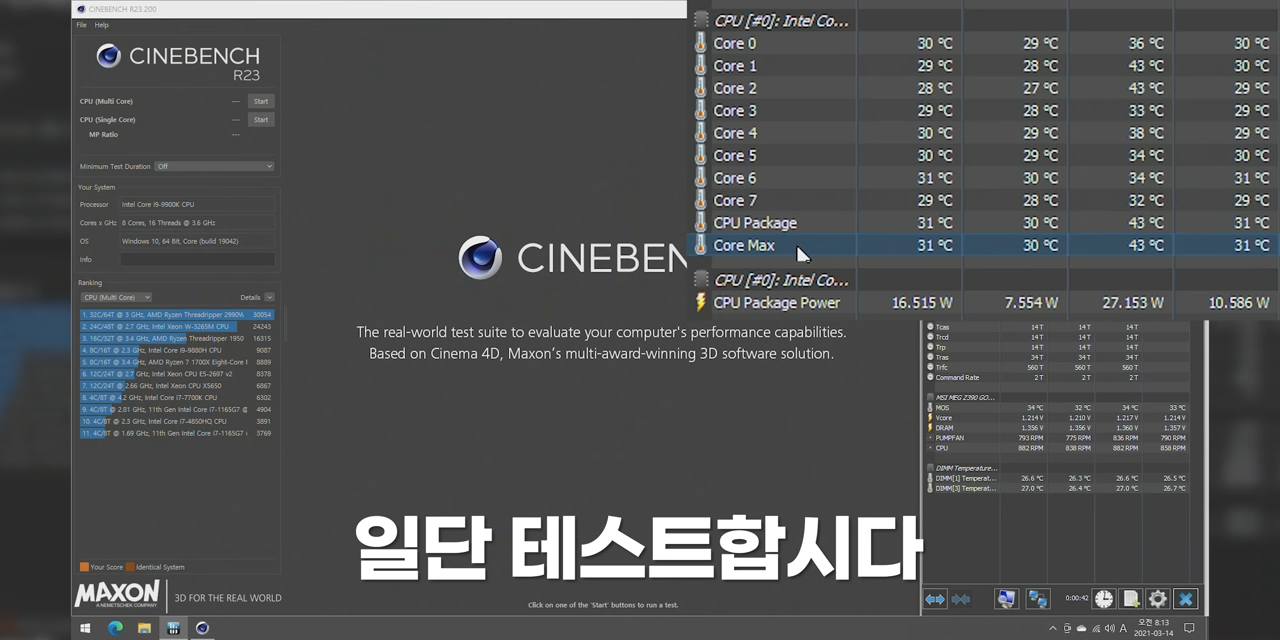 CINEBENCH R23.200
File Help
CINEBENCH
R23
CPU (Multi Core) --- Start
CPU (Single Core) --- Start
MP Ratio ---
Minimum Test Duration Off
Your System
Processor Intel Core i9-9900K CPU
Cores x GHz 8 Cores, 16 Threads @ 3.6 GHz
OS Windows 10, 64 Bit, Core (build 19042)
Info
Ranking
CPU (Multi Core) Details
1. 32C/64T @ 3 GHz, AMD Ryzen Threadripper 2990W 30054
2. 24C/48T @ 2.7 GHz, Intel Xeon W-3265M CPU 24243
3. 16C/32T @ 3.4 GHz, AMD Ryzen Threadripper 1950 16315
4. 8C/16T @ 2.3 GHz, Intel Core i9-9880H CPU 9087
5. 8C/16T @ 3.4 GHz, AMD Ryzen 7 1700X Eight-Core 8889
6. 12C/24T @ 2.7 GHz, Intel Xeon CPU E5-2697 v2 8378
7. 12C/24T @ 2.66 GHz, Intel Xeon CPU X5650 6867
8. 4C/8T @ 4.2 GHz, Intel Core i7-7700K CPU 6302
9. 4C/8T @ 2.81 GHz, 11th Gen Intel Core i7-1165G7 @ 4904
10. 4C/8T @ 2.3 GHz, Intel Core i7-4850HQ CPU 3891
11. 4C/8T @ 1.69 GHz, 11th Gen Intel Core i7-1165G7 3769
Your Score Identical System
MAXON
A NEMETSCHEK COMPANY
3D FOR THE REAL WORLD
CINEBEN
The real-world test suite to evaluate your computer's performance capabilities.
Based on Cinema 4D, Maxon's multi-award-winning 3D software solution.
Click on one of the 'Start' buttons to run a test.
CPU [#0]: Intel Co...
Core 0 30 ℃ 29 ℃ 36 ℃ 30 ℃
Core 1 29 ℃ 28 ℃ 43 ℃ 30 ℃
Core 2 28 ℃ 27 ℃ 43 ℃ 29 ℃
Core 3 29 ℃ 28 ℃ 33 ℃ 29 ℃
Core 4 30 ℃ 29 ℃ 38 ℃ 29 ℃
Core 5 30 ℃ 29 ℃ 34 ℃ 30 ℃
Core 6 31 ℃ 30 ℃ 34 ℃ 31 ℃
Core 7 29 ℃ 28 ℃ 32 ℃ 29 ℃
CPU Package 31 ℃ 30 ℃ 43 ℃ 31 ℃
Core Max 31 ℃ 30 ℃ 43 ℃ 31 ℃
CPU [#0]: Intel Co...
CPU Package Power 16.515 W 7.554 W 27.153 W 10.586 W
Tcas 14 T 14 T 14 T
Trcd 14 T 14 T 14 T
Trp 14 T 14 T 14 T
Tras 34 T 34 T 34 T
Trfc 560 T 560 T 560 T
Command Rate 2 T 2 T 2 T
MSI MEG Z390 GO...
MOS 34 ℃ 32 ℃ 34 ℃ 33 ℃
Vcore 1.214 V 1.210 V 1.217 V 1.214 V
DRAM 1.356 V 1.356 V 1.360 V 1.357 V
PUMPFAN 793 RPM 775 RPM 836 RPM 790 RPM
CPU 882 RPM 838 RPM 882 RPM 858 RPM
DIMM Temperature...
DIMM[1] Temperat... 26.6 ℃ 26.3 ℃ 26.6 ℃ 26.5 ℃
DIMM[3] Temperat... 27.0 ℃ 26.4 ℃ 27.0 ℃ 26.7 ℃
일단 테스트합시다
0:00:42
A
오전 8:13
2021-03-14